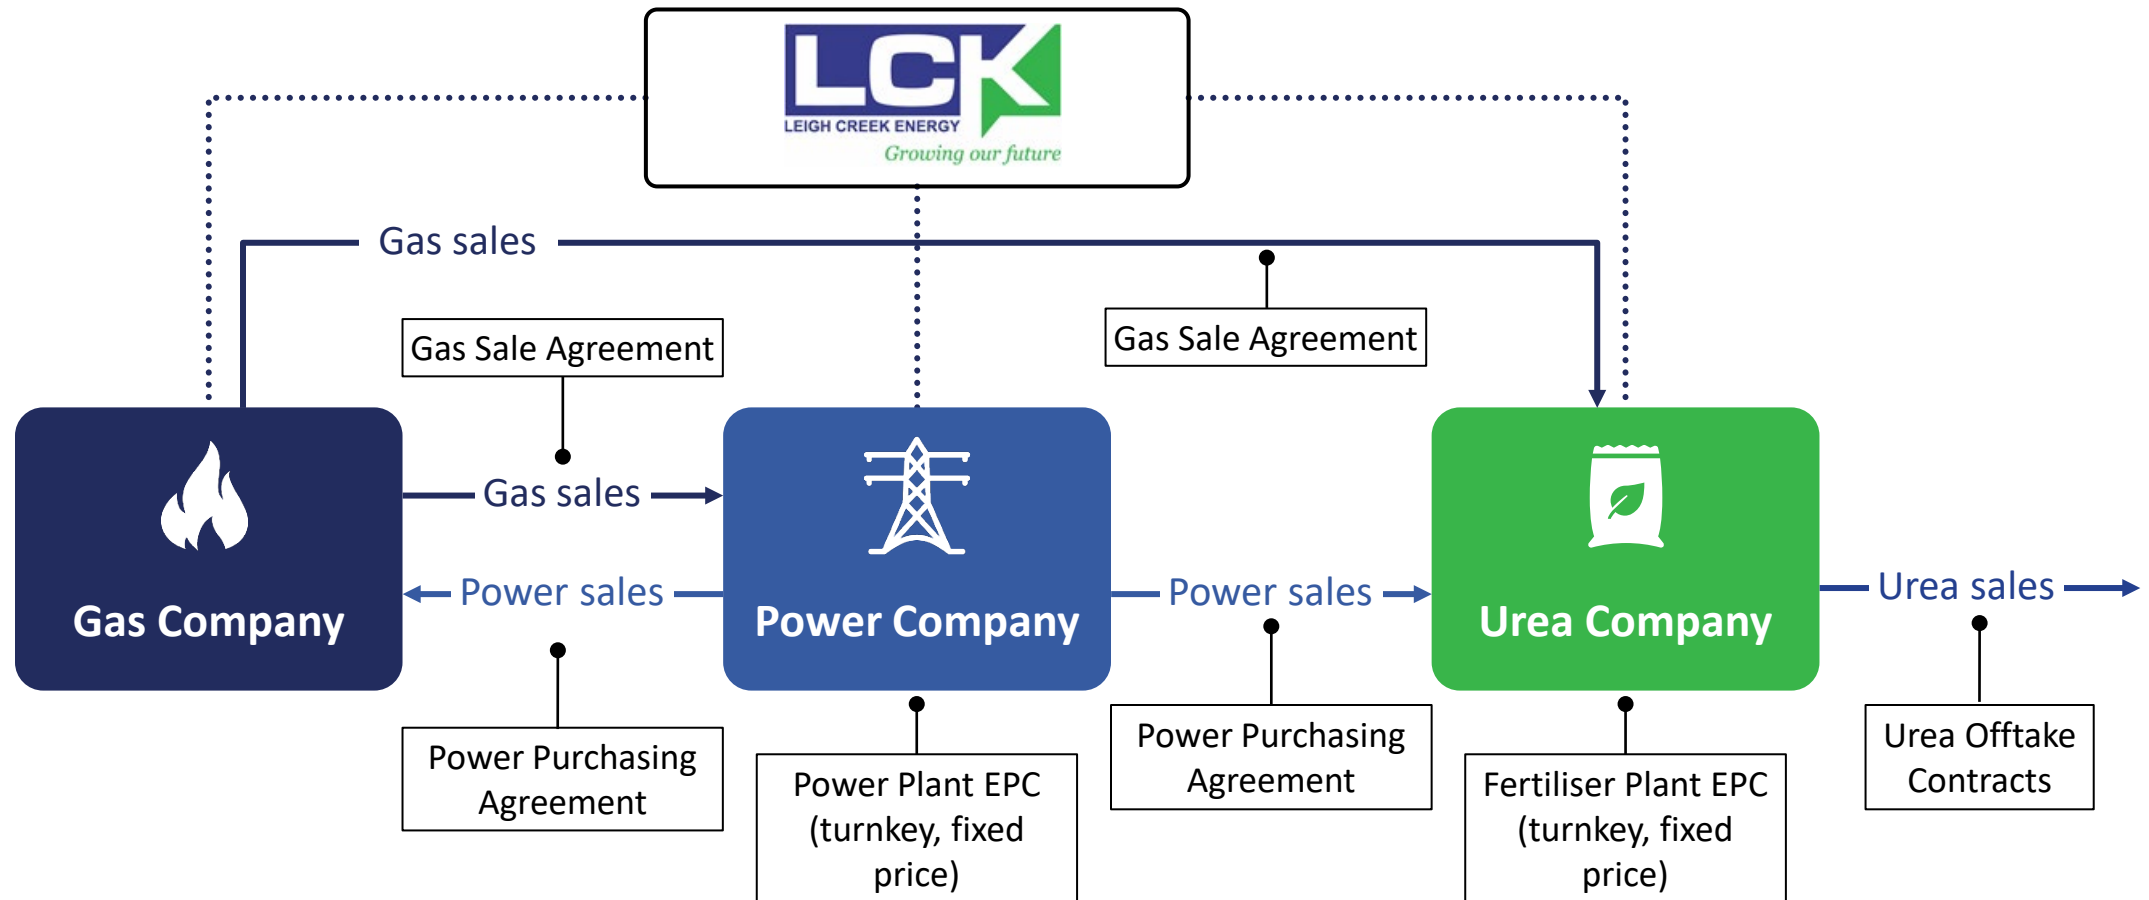 LCK
LEIGH CREEK ENERGY
Growing our future
Gas sales
Gas Sale Agreement
Gas Sale Agreement
Gas sales
Power sales
Power sales
Urea sales
Gas Company
Power Company
Urea Company
Power Purchasing
Agreement
Power Plant EPC
(turnkey, fixed
price)
Power Purchasing
Agreement
Fertiliser Plant EPC
(turnkey, fixed
price)
Urea Offtake
Contracts